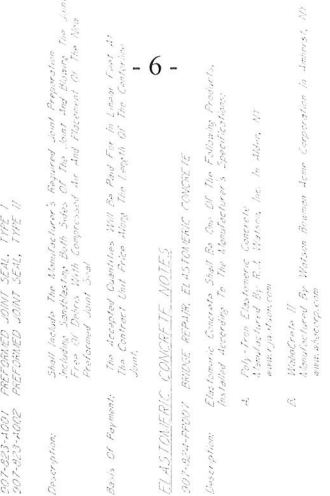 - 6 -
907-823-A001 PREFORMED JOINT SEAL, TYPE I
907-823-A002 PREFORMED JOINT SEAL, TYPE II
Description: Shall Include The Manufacturer's Required Joint Preparation
Including Sandblasting Both Sides Of The Joint And Blowing The Joint
Free Of Debris With Compressed Air And Placement Of The New
Preformed Joint Seal
Basis Of Payment: The Accepted Quantities Will Be Paid For In Linear Feet At
The Contract Unit Price Along The Length Of The Centerline
Joint.
ELASTOMERIC CONCRETE NOTES
907-824-PP007 BRIDGE REPAIR, ELASTOMERIC CONCRETE
Description: Elastomeric Concrete Shall Be One Of The Following Products,
Installed According To The Manufacturer's Specifications:
A. Poly-Tron Elastomeric Concrete
Manufactured By R.J. Watson, Inc. In Alden, NY
www.rjwatson.com
B. WaboCrete II
Manufactured By Watson Bowman Acme Corporation In Amherst, NY
www.wbacorp.com